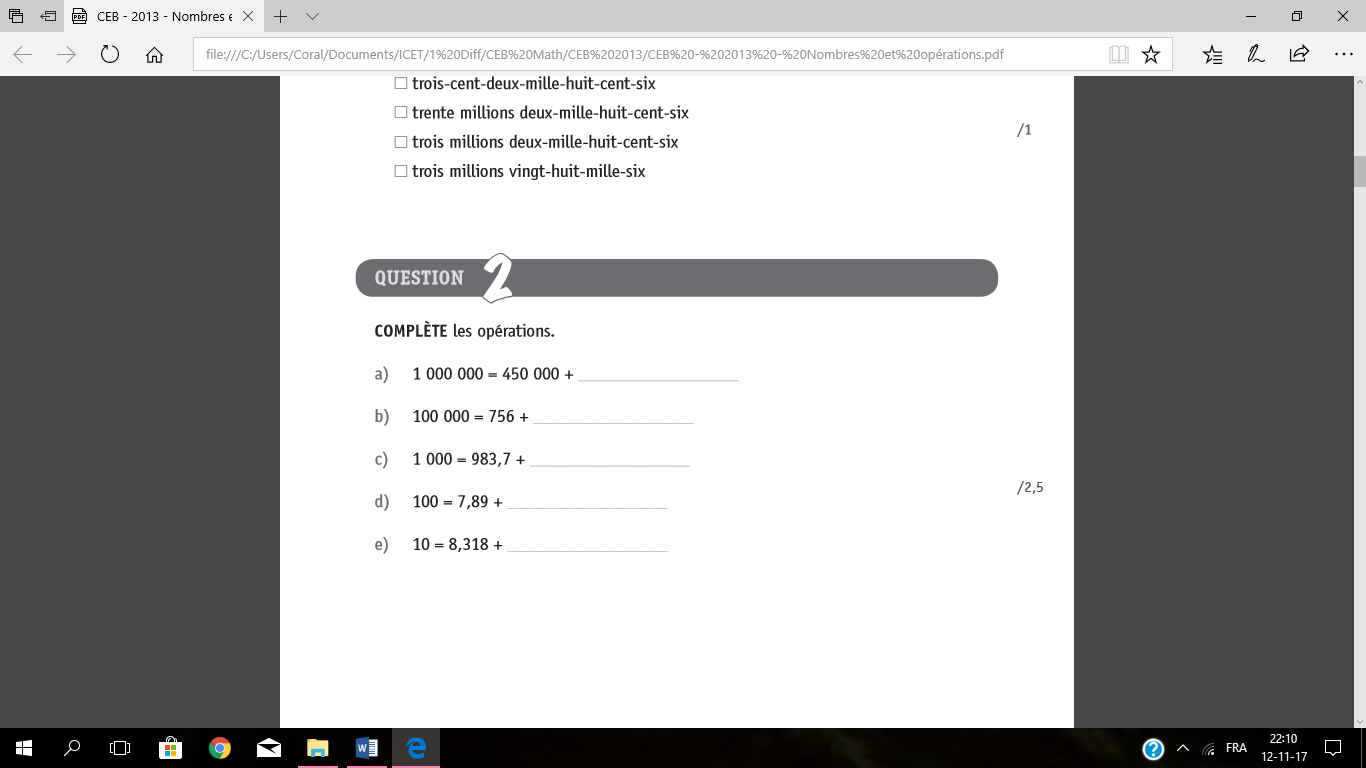 CEB - 2013 - Nombres e
file:///C:/Users/Coral/Documents/ICET/1%20Diff/CEB%20Math/CEB%202013/CEB%20-%202013%20-%20Nombres%20et%20opérations.pdf
trois-cent-deux-mille-huit-cent-six
trente millions deux-mille-huit-cent-six
/1
trois millions deux-mille-huit-cent-six
trois millions vingt-huit-mille-six
QUESTION 2
COMPLÈTE les opérations.
a) 1 000 000 = 450 000 +
b) 100 000 = 756 +
c) 1 000 = 983,7 +
/2,5
d) 100 = 7,89 +
e) 10 = 8,318 +
FRA
22:10
12-11-17